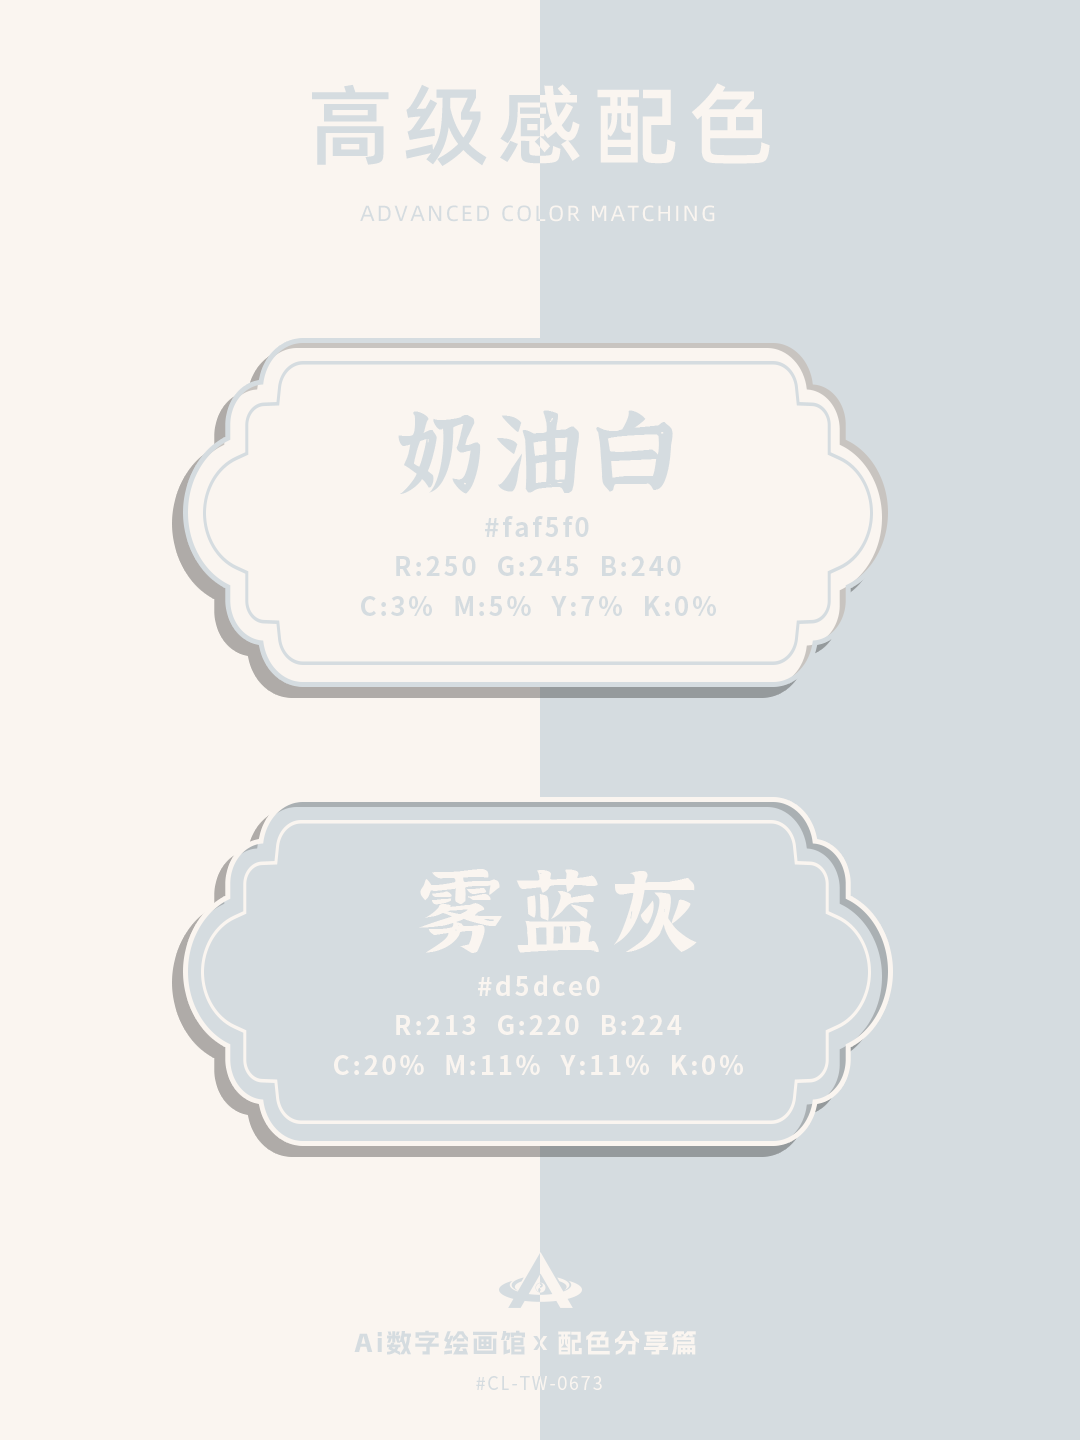 高级感配色
ADVANCED COLOR MATCHING
奶油白
#faf5f0
R:250 G:245 B:240
C:3% M:5% Y:7% K:0%
雾蓝灰
#d5dce0
R:213 G:220 B:224
C:20% M:11% Y:11% K:0%
Ai数字绘画馆 x 配色分享篇
#CL-TW-0673